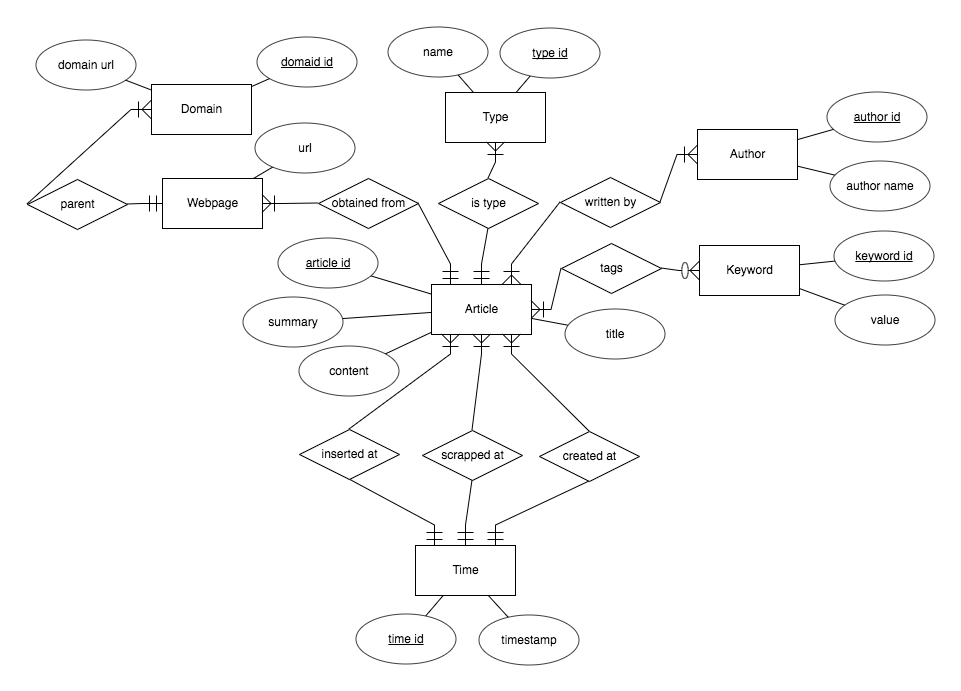 name
type id
domain url
domaid id
Domain
Type
author id
url
Author
author name
parent
Webpage
obtained from
is type
written by
article id
tags
Keyword
keyword id
Article
summary
title
value
content
inserted at
scrapped at
created at
Time
time id
timestamp